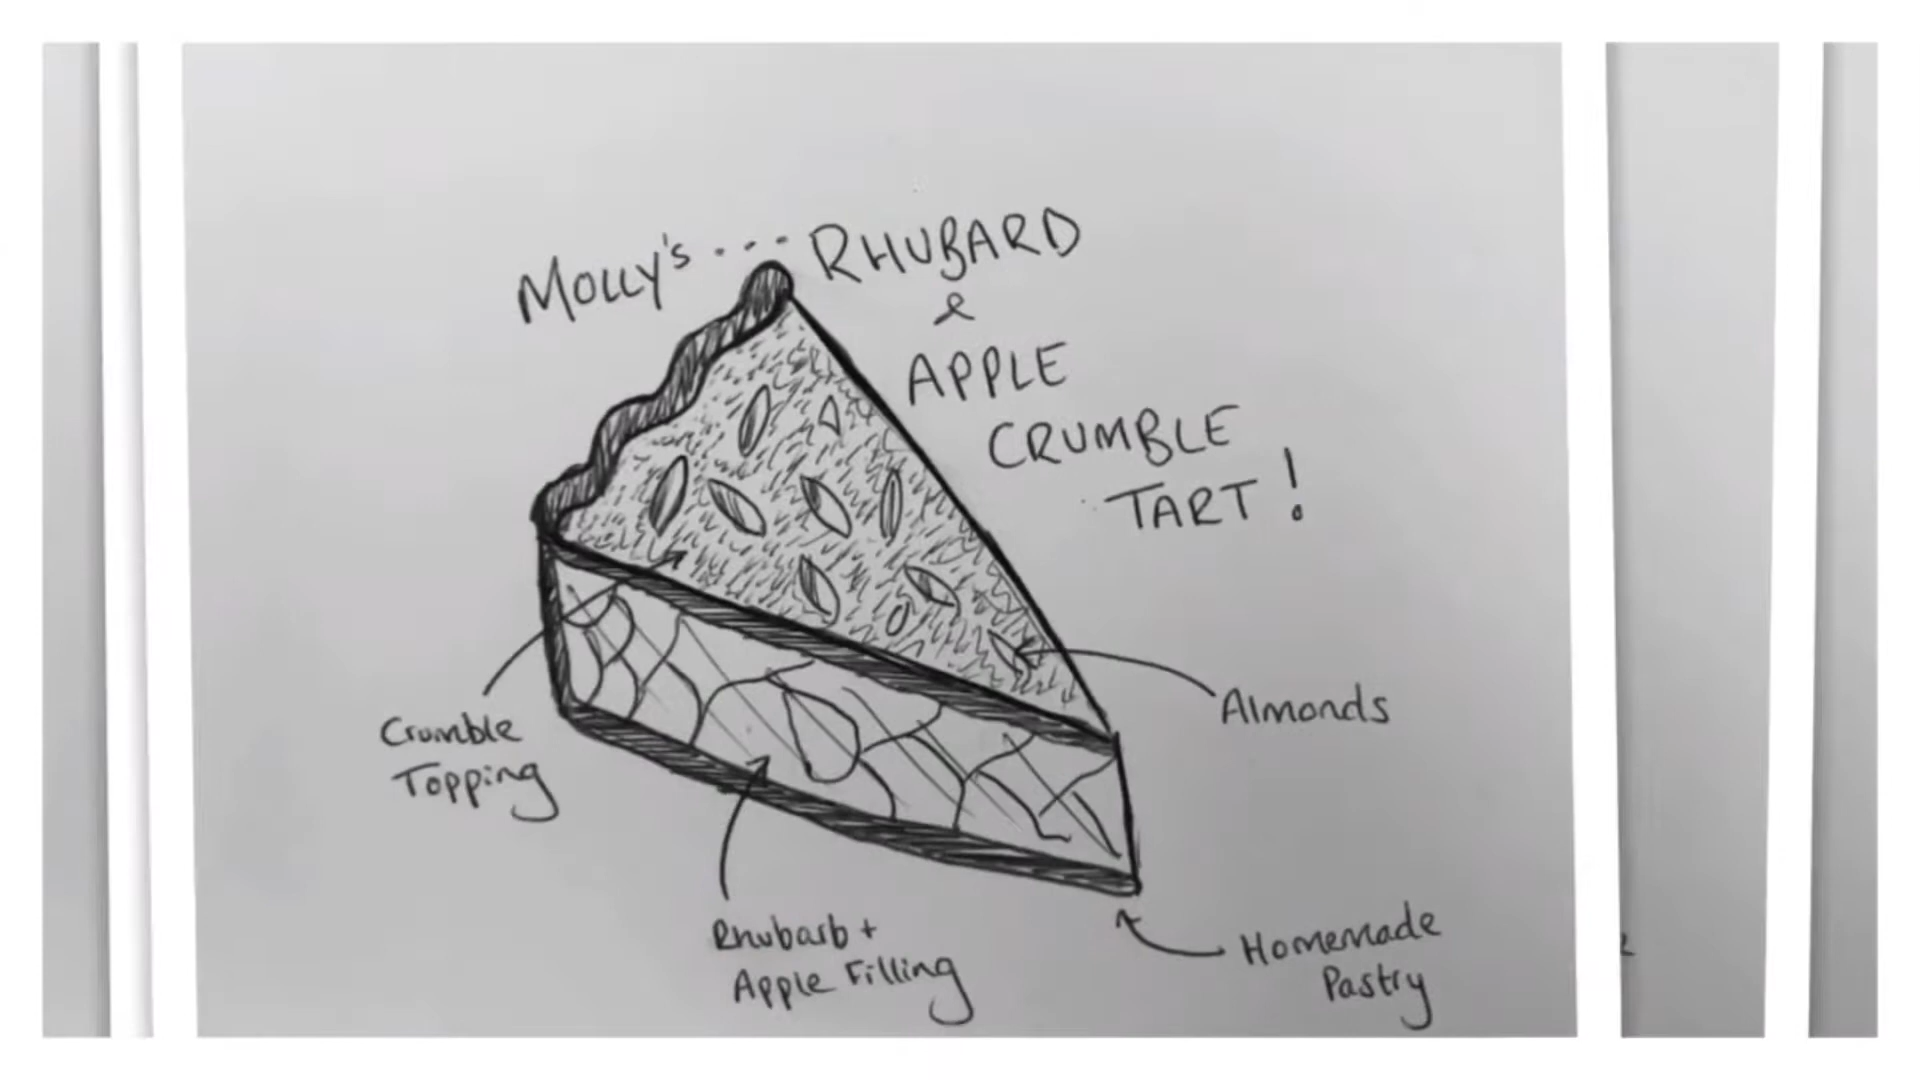 MOLLY's ... RHUBARD
&
APPLE
CRUMBLE
TART!
Almonds
Crumble
Topping
Rhubarb +
Apple Filling
Homemade
Pastry